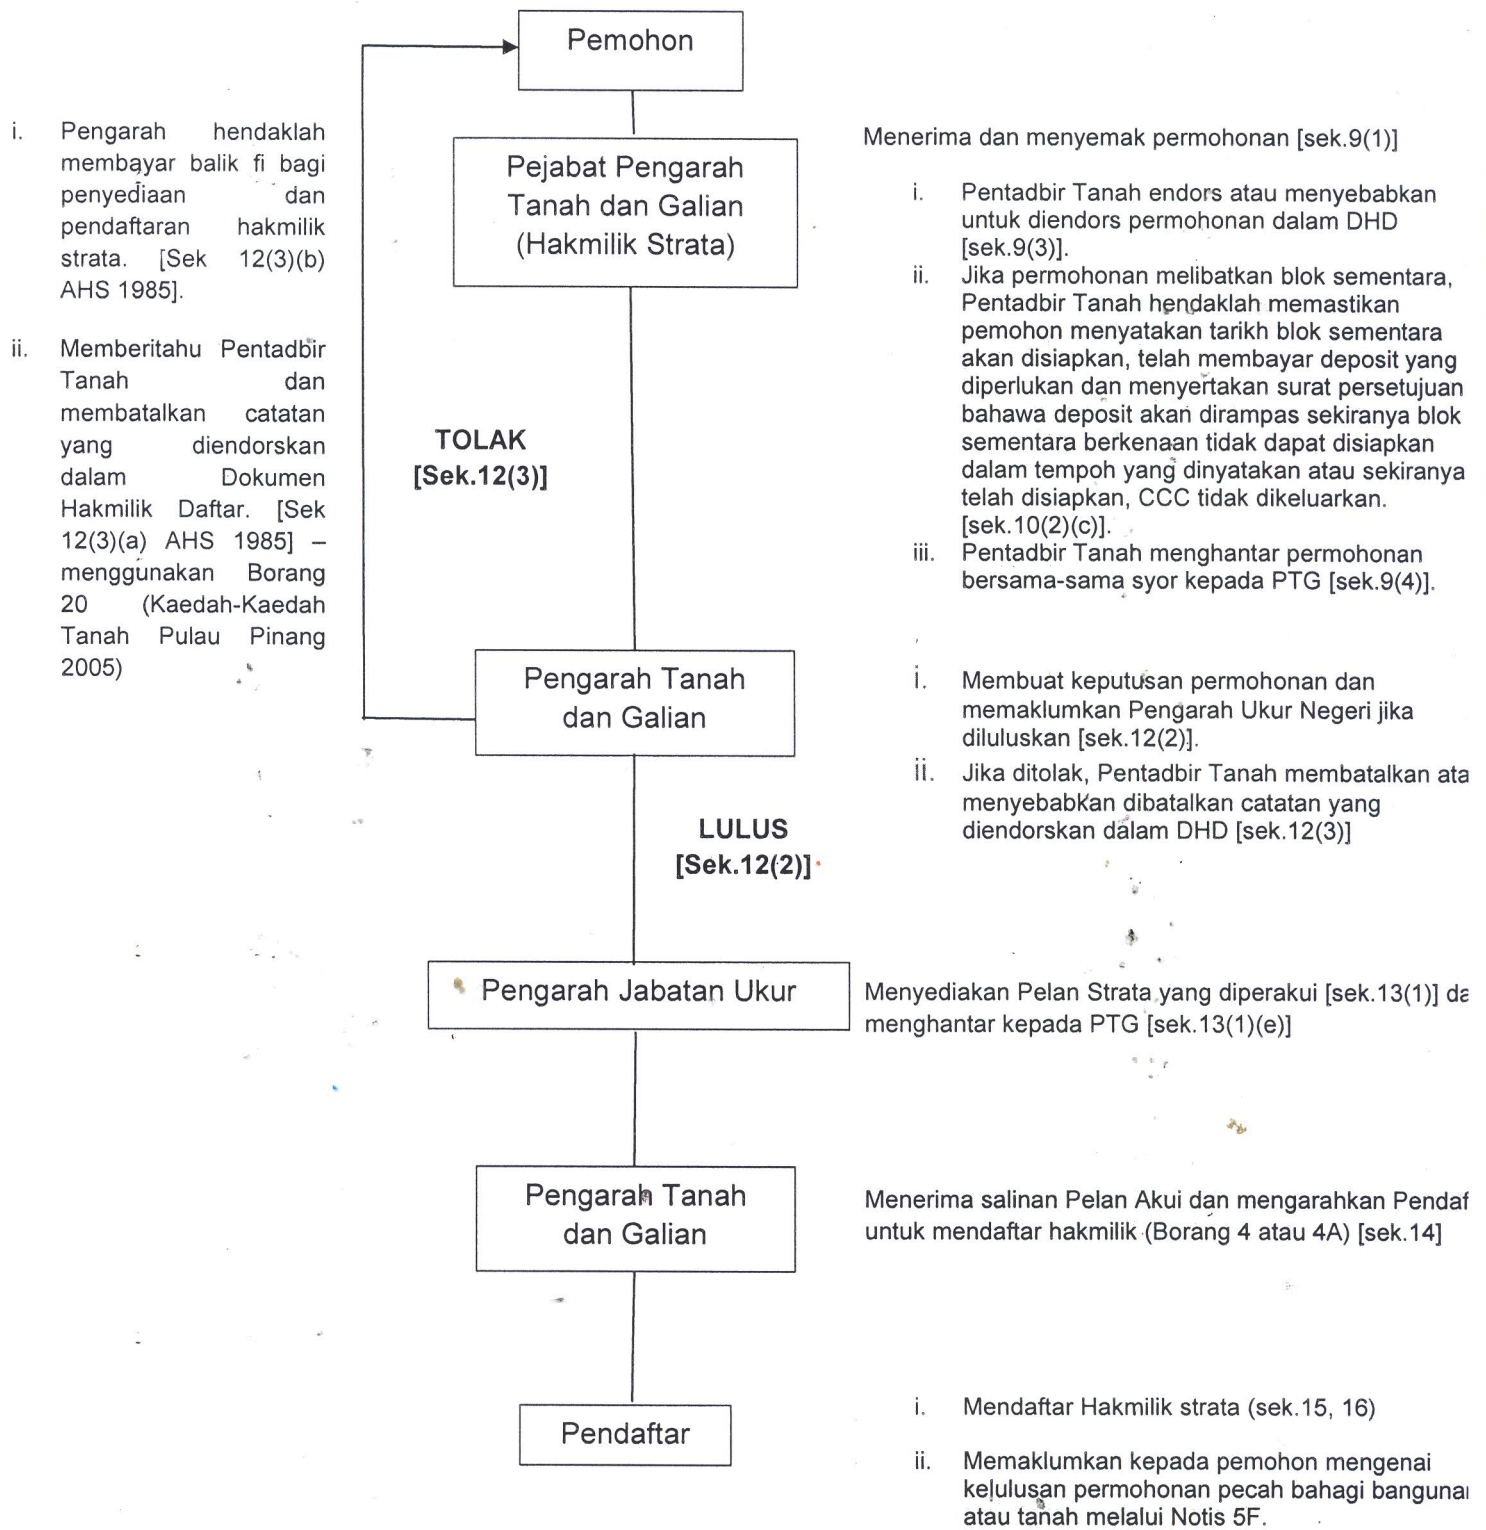 Pemohon
i. Pengarah hendaklah
membayar balik fi bagi
penyediaan dan
pendaftaran hakmilik
strata. [Sek 12(3)(b)
AHS 1985].
ii. Memberitahu Pentadbir
Tanah dan
membatalkan catatan
yang diendorskan
dalam Dokumen
Hakmilik Daftar. [Sek
12(3)(a) AHS 1985] –
menggunakan Borang
20 (Kaedah-Kaedah
Tanah Pulau Pinang
2005)
Pejabat Pengarah
Tanah dan Galian
(Hakmilik Strata)
Menerima dan menyemak permohonan [sek.9(1)]
i. Pentadbir Tanah endors atau menyebabkan
untuk diendors permohonan dalam DHD
[sek.9(3)].
ii. Jika permohonan melibatkan blok sementara,
Pentadbir Tanah hendaklah memastikan
pemohon menyatakan tarikh blok sementara
akan disiapkan, telah membayar deposit yang
diperlukan dan menyertakan surat persetujuan
bahawa deposit akan dirampas sekiranya blok
sementara berkenaan tidak dapat disiapkan
dalam tempoh yang dinyatakan atau sekiranya
telah disiapkan, CCC tidak dikeluarkan.
[sek.10(2)(c)].
iii. Pentadbir Tanah menghantar permohonan
bersama-sama syor kepada PTG [sek.9(4)].
TOLAK
[Sek.12(3)]
Pengarah Tanah
dan Galian
i. Membuat keputusan permohonan dan
memaklumkan Pengarah Ukur Negeri jika
diluluskan [sek.12(2)].
ii. Jika ditolak, Pentadbir Tanah membatalkan ata
menyebabkan dibatalkan catatan yang
diendorskan dalam DHD [sek.12(3)]
LULUS
[Sek.12(2)]
Pengarah Jabatan Ukur
Menyediakan Pelan Strata yang diperakui [sek.13(1)] da
menghantar kepada PTG [sek.13(1)(e)]
Pengarah Tanah
dan Galian
Menerima salinan Pelan Akui dan mengarahkan Pendaf
untuk mendaftar hakmilik (Borang 4 atau 4A) [sek.14]
Pendaftar
i. Mendaftar Hakmilik strata (sek.15, 16)
ii. Memaklumkan kepada pemohon mengenai
kelulusan permohonan pecah bahagi banguna
atau tanah melalui Notis 5F.